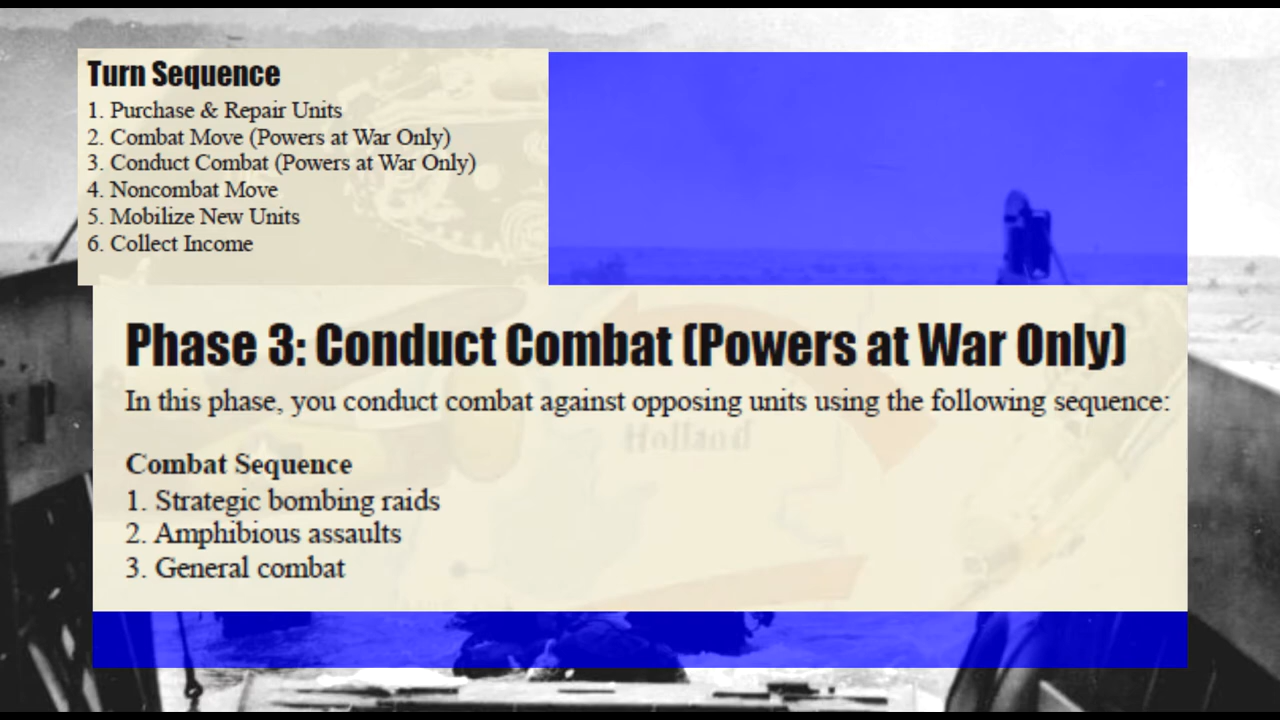 Turn Sequence
1. Purchase & Repair Units
2. Combat Move (Powers at War Only)
3. Conduct Combat (Powers at War Only)
4. Noncombat Move
5. Mobilize New Units
6. Collect Income
Phase 3: Conduct Combat (Powers at War Only)
In this phase, you conduct combat against opposing units using the following sequence:
Holland
Combat Sequence
1. Strategic bombing raids
2. Amphibious assaults
3. General combat